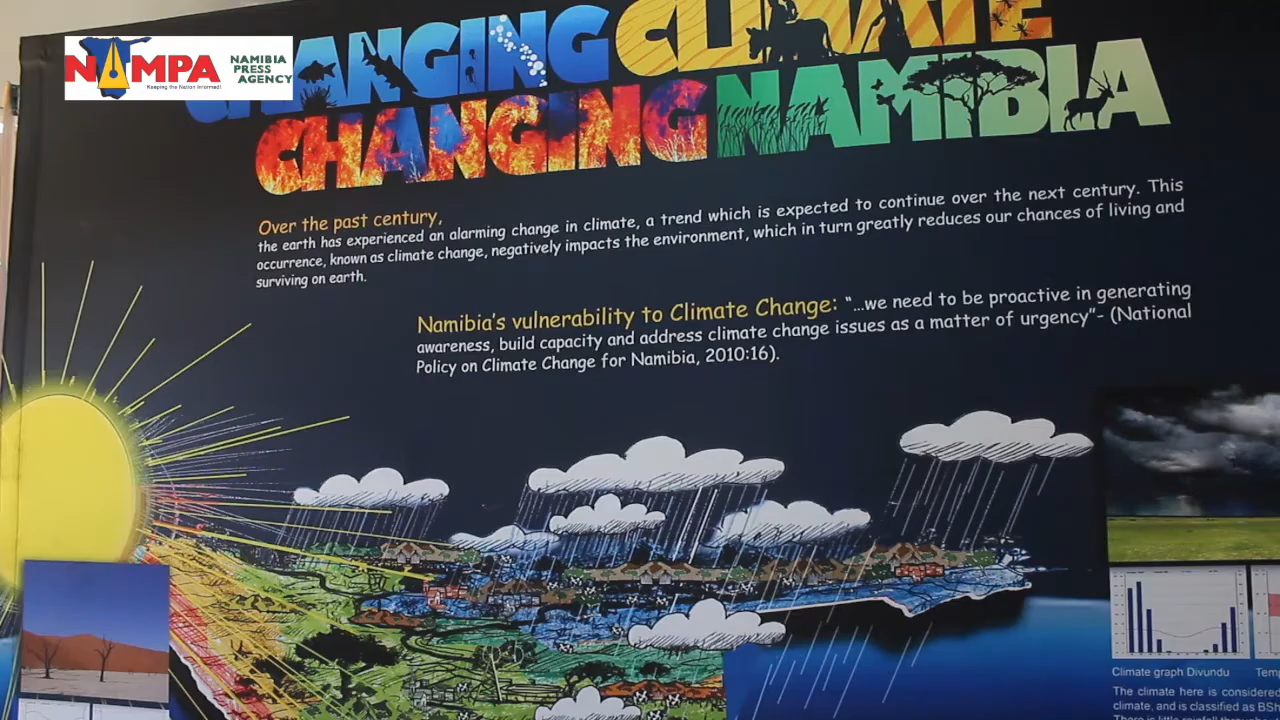 NAMPA
Keeping the Nation Informed!
NAMIBIA
PRESS
AGENCY
CHANGING CLIMATE
CHANGING NAMIBIA
Over the past century,
the earth has experienced an alarming change in climate, a trend which is expected to continue over the next century. This
occurrence, known as climate change, negatively impacts the environment, which in turn greatly reduces our chances of living and
surviving on earth.
Namibia's vulnerability to Climate Change: "...we need to be proactive in generating
awareness, build capacity and address climate change issues as a matter of urgency"- (National
Policy on Climate Change for Namibia, 2010:16).
Climate graph Divundu
The climate here is considered
climate, and is classified as BSh
There is little rainfall